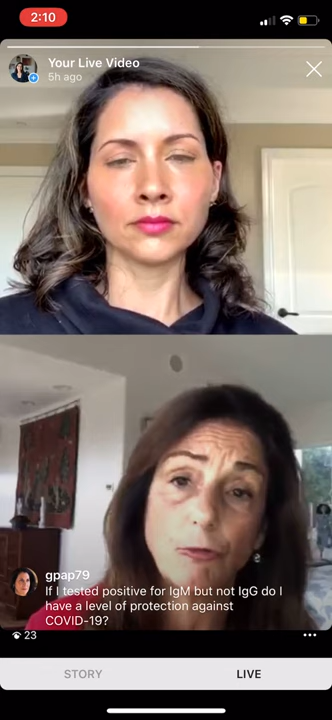 2:10
Your Live Video
5h ago
gpap79
If I tested positive for IgM but not IgG do I
have a level of protection against
COVID-19?
23
STORY
LIVE